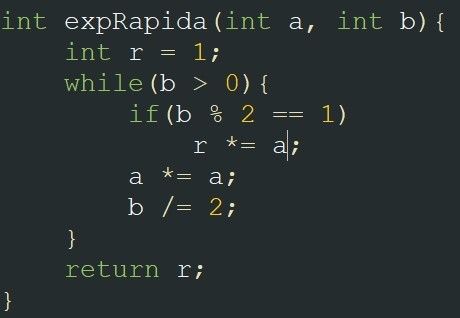 int expRapida(int a, int b){
    int r = 1;
    while(b > 0){
        if(b % 2 == 1)
            r *= a;
        a *= a;
        b /= 2;
    }
    return r;
}